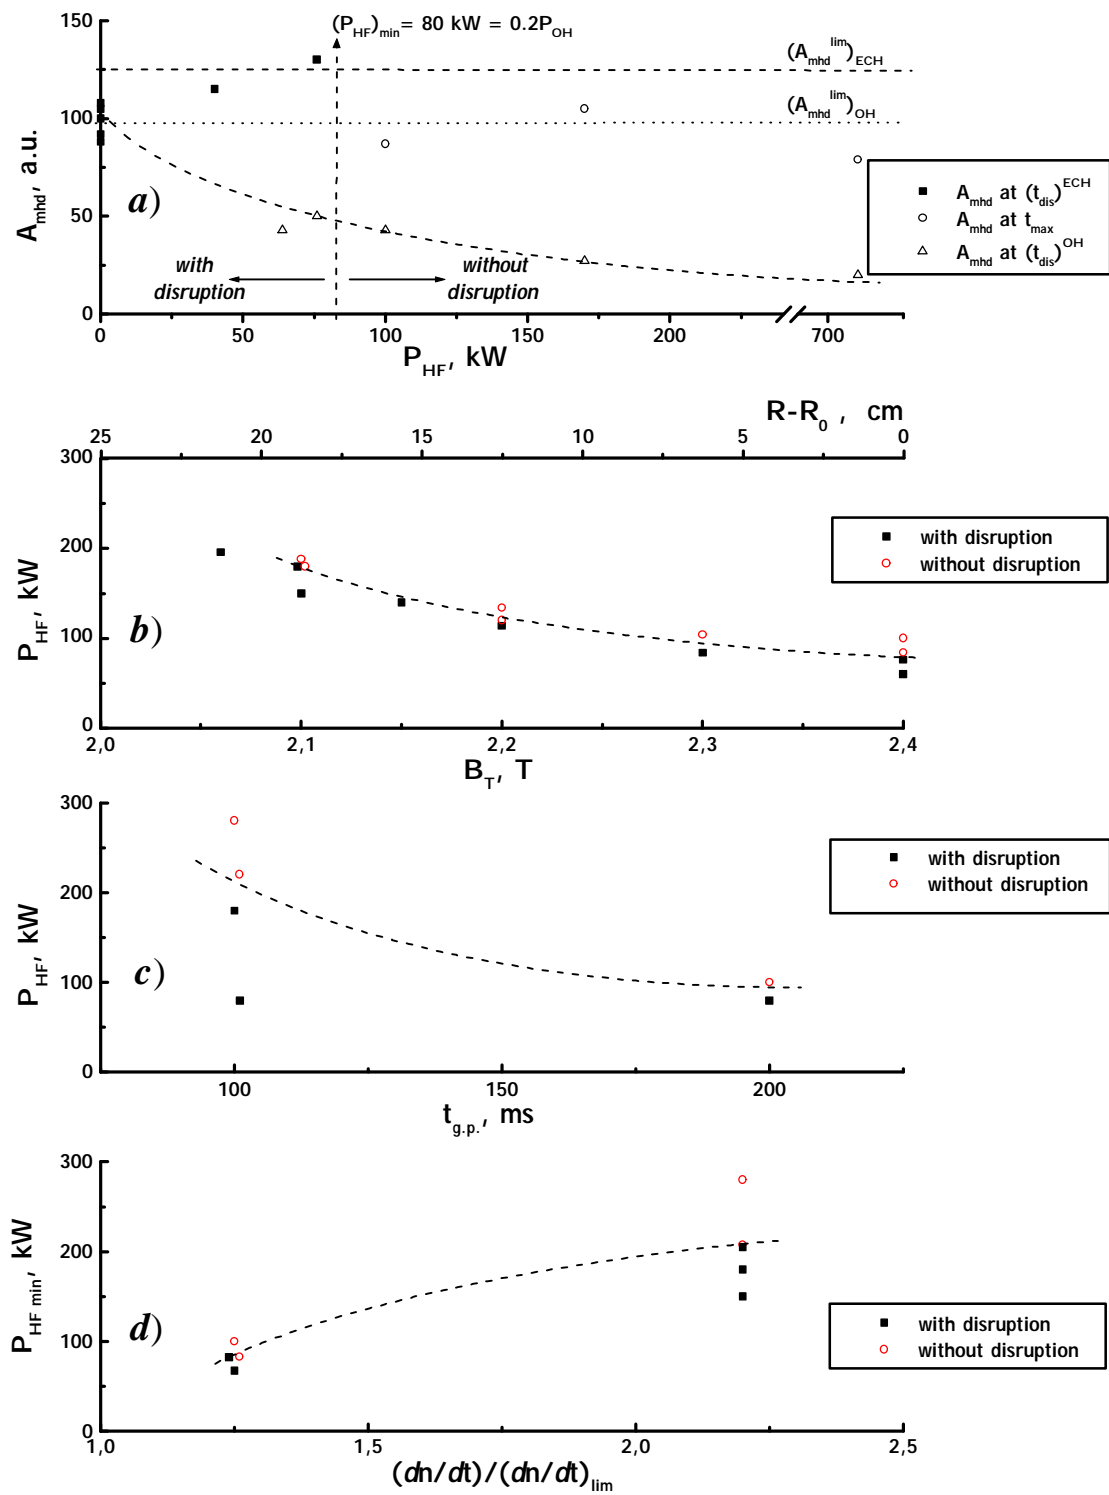 (P_HF)_min = 80 kW = 0.2P_OH
150
100
50
0
A_mhd, a.u.
a)
(A_mhd^lim)_ECH
(A_mhd^lim)_OH
with disruption
without disruption
A_mhd at (t_dis)^ECH
A_mhd at t_max
A_mhd at (t_dis)^OH
0 50 100 150 200 700
P_HF, kW
R-R_0 , cm
25 20 15 10 5 0
300
200
100
0
P_HF, kW
b)
with disruption
without disruption
2,0 2,1 2,2 2,3 2,4
B_T, T
300
200
100
0
P_HF, kW
c)
with disruption
without disruption
100 150 200
t_g.p., ms
300
200
100
0
P_HF min, kW
d)
with disruption
without disruption
1,0 1,5 2,0 2,5
(dn/dt)/(dn/dt)_lim